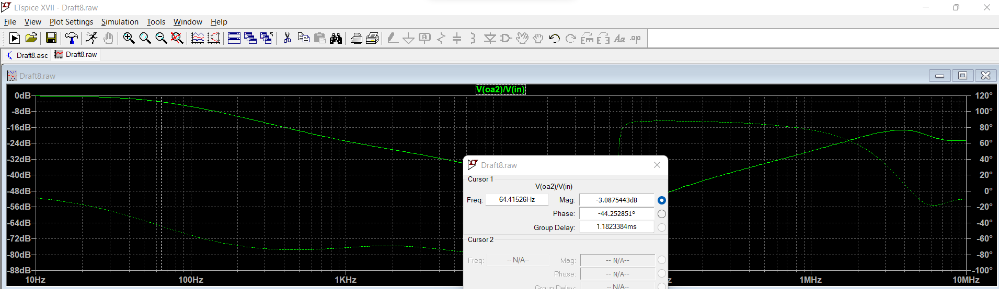 LTspice XVII - Draft8.raw
File View Plot Settings Simulation Tools Window Help
Draft8.asc Draft8.raw
Draft8.raw
V(oa2)/V(in)
0dB 120°
-8dB 100°
-16dB 80°
-24dB 60°
-32dB 40°
-40dB 20°
-48dB 0°
-56dB -20°
-64dB -40°
-72dB -60°
-80dB -80°
-88dB -100°
10Hz 100Hz 1KHz 1MHz 10MHz
Draft8.raw
Cursor 1
V(oa2)/V(in)
Freq: 64.41526Hz Mag: -3.0875443dB
Phase: -44.252851°
Group Delay: 1.1823384ms
Cursor 2
Freq: -- N/A-- Mag: -- N/A--
Phase: -- N/A--
Group Delay: -- N/A--